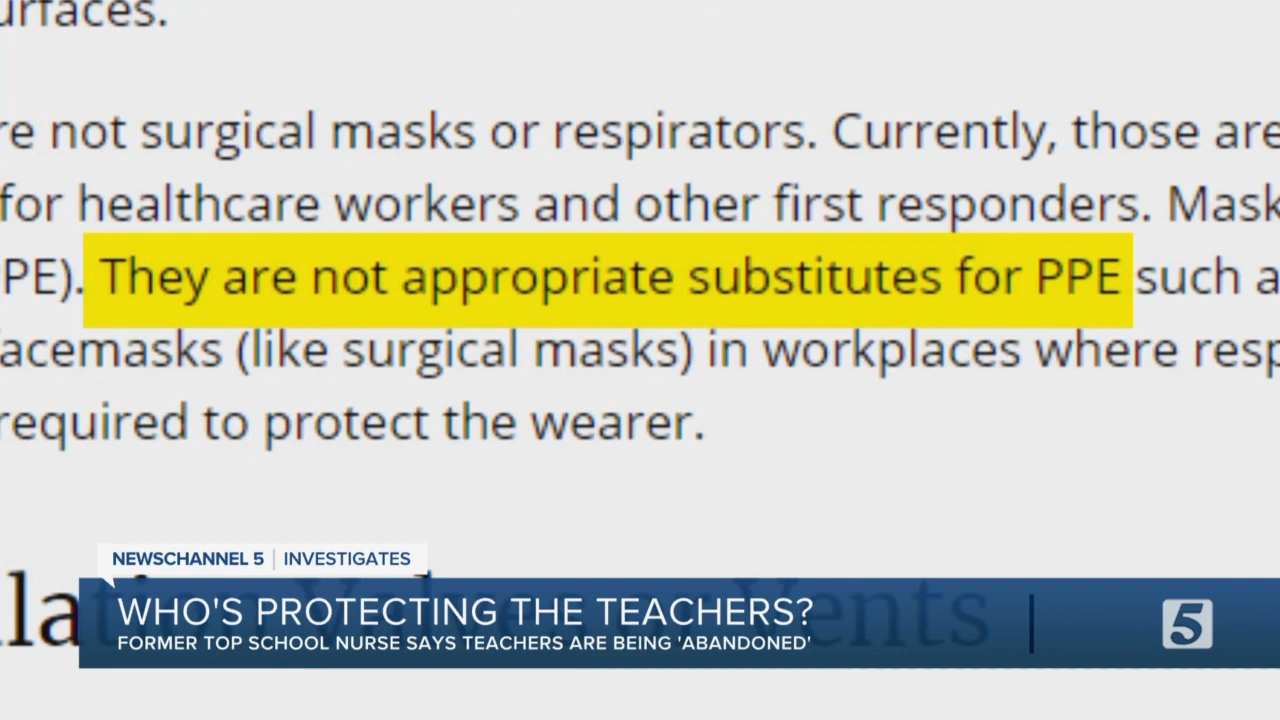 urfaces.
re not surgical masks or respirators. Currently, those are
for healthcare workers and other first responders. Mask
PE). They are not appropriate substitutes for PPE such a
acemasks (like surgical masks) in workplaces where resp
required to protect the wearer.
NEWSCHANNEL 5 | INVESTIGATES
WHO'S PROTECTING THE TEACHERS?
FORMER TOP SCHOOL NURSE SAYS TEACHERS ARE BEING 'ABANDONED'
5